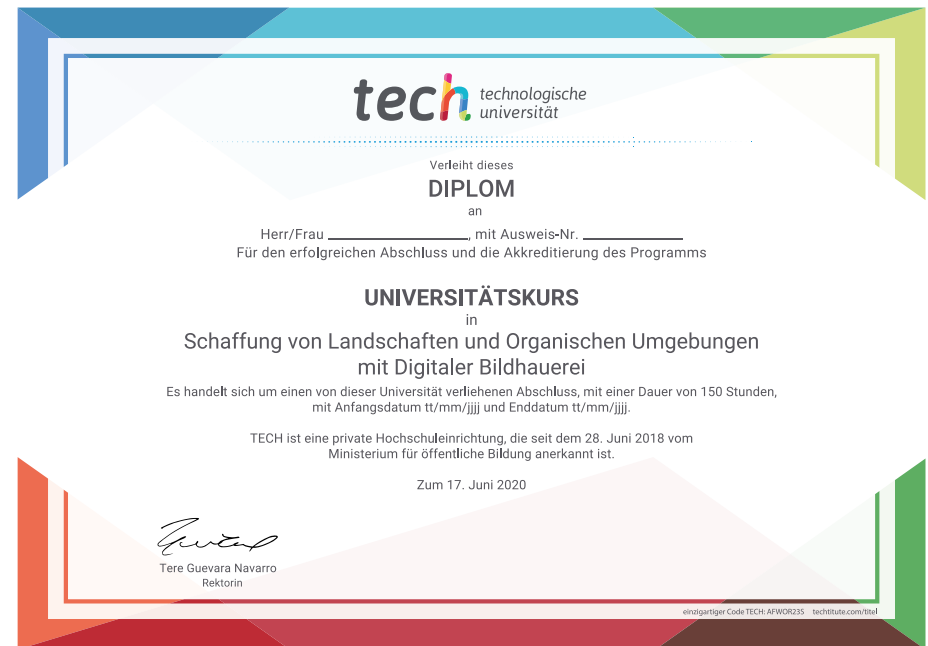 tech technologische
universität
Verleiht dieses
DIPLOM
an
Herr/Frau ____________________, mit Ausweis-Nr. ______________
Für den erfolgreichen Abschluss und die Akkreditierung des Programms
UNIVERSITÄTSKURS
in
Schaffung von Landschaften und Organischen Umgebungen
mit Digitaler Bildhauerei
Es handelt sich um einen von dieser Universität verliehenen Abschluss, mit einer Dauer von 150 Stunden,
mit Anfangsdatum tt/mm/jjjj und Enddatum tt/mm/jjjj.
TECH ist eine private Hochschuleinrichtung, die seit dem 28. Juni 2018 vom
Ministerium für öffentliche Bildung anerkannt ist.
Zum 17. Juni 2020
Tere Guevara Navarro
Rektorin
einzigartiger Code TECH: AFWOR23S techtitute.com/titel